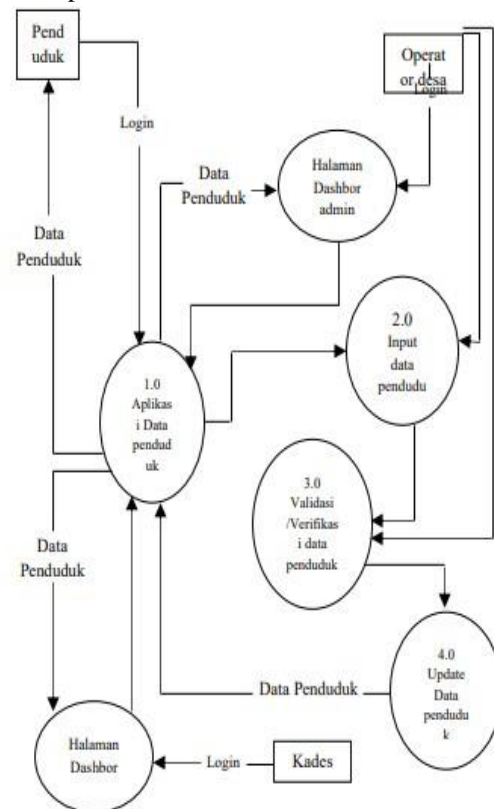 Pend
uduk
Operat
or desa
Login
Login
Halaman
Dashbor
admin
Data
Penduduk
Data
Penduduk
2.0
Input
data
pendudu
1.0
Aplikas
i Data
pendud
uk
3.0
Validasi
/Verifikas
i data
penduduk
Data
Penduduk
4.0
Update
Data
pendudu
k
Data Penduduk
Halaman
Dashbor
Login
Kades